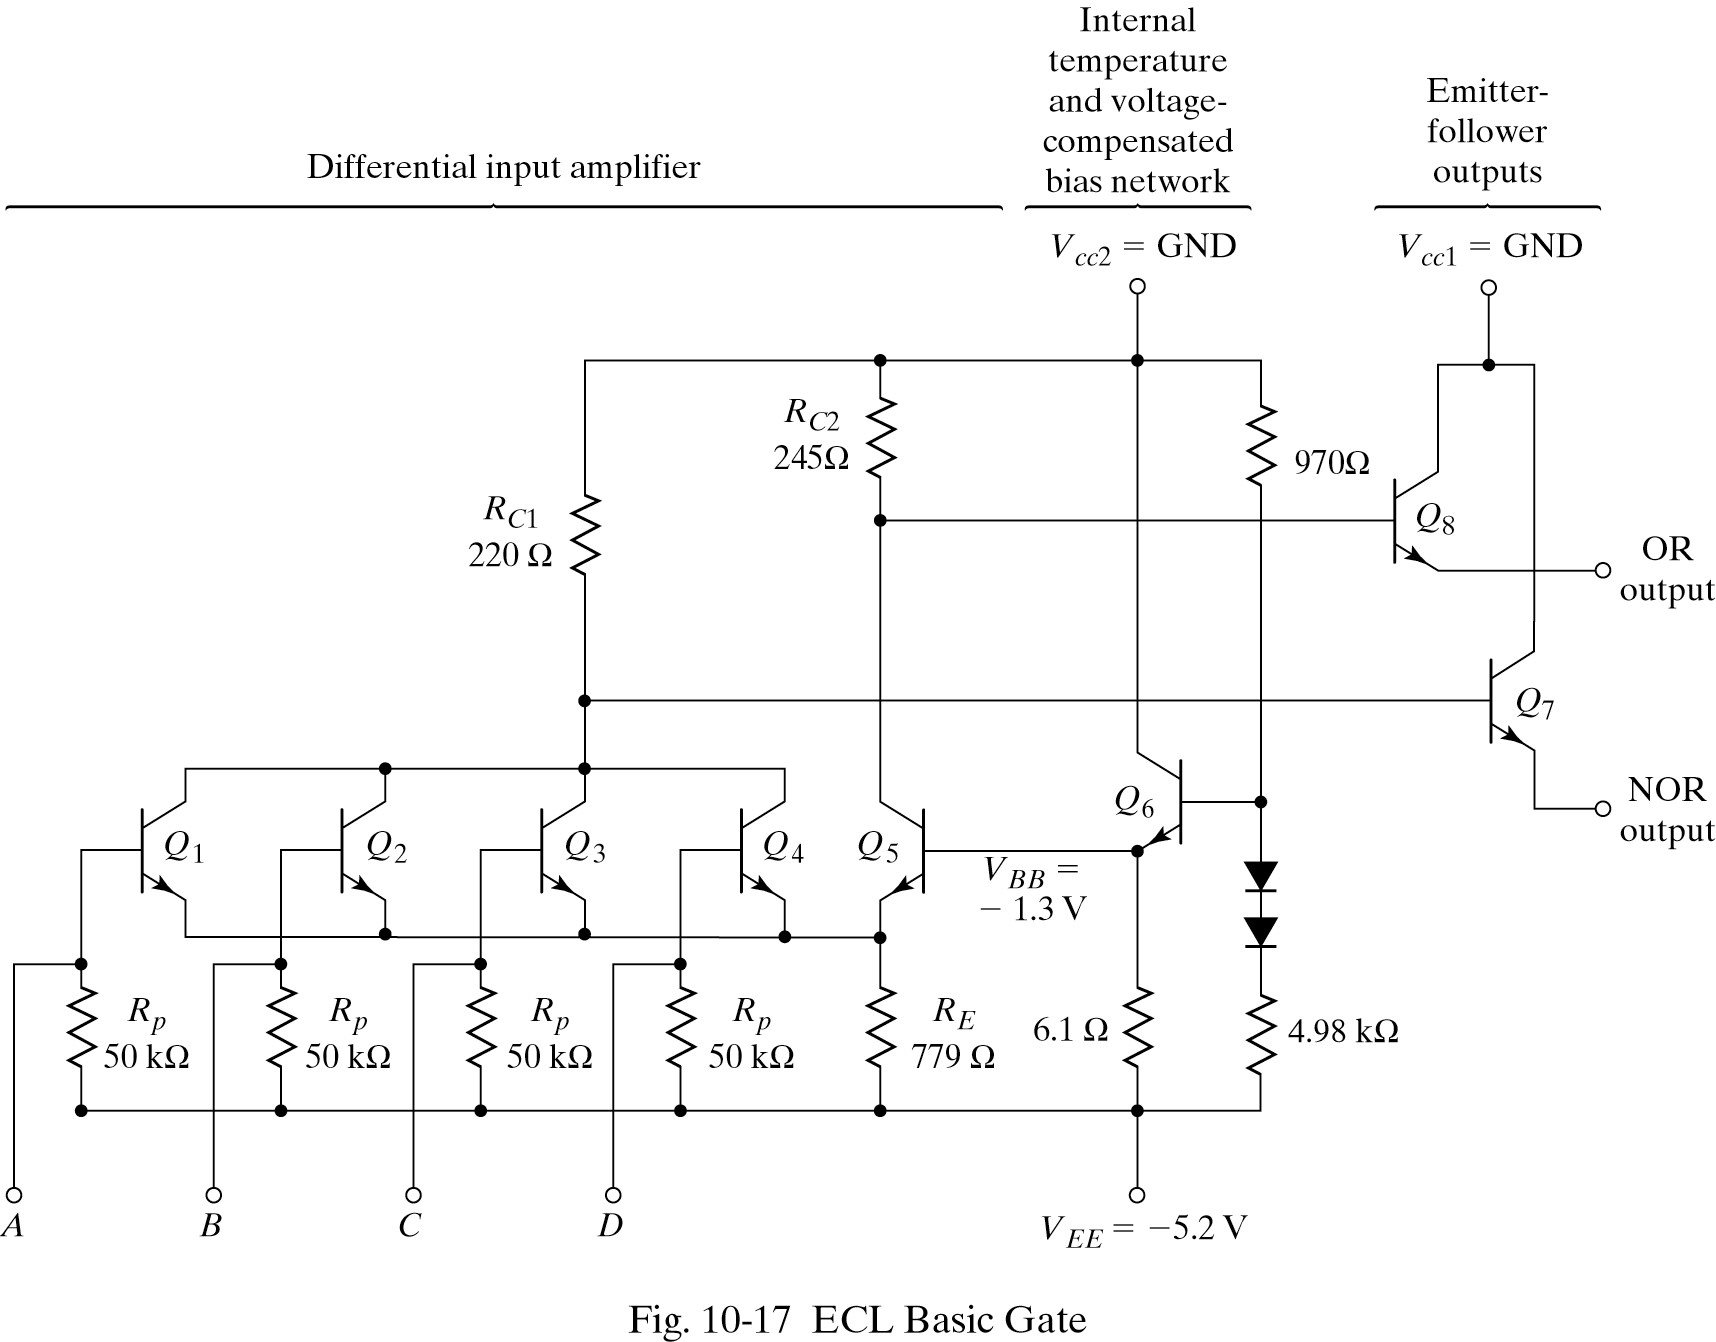 Internal
temperature
and voltage-
compensated
bias network
Emitter-
follower
outputs
Differential input amplifier
Vcc2 = GND
Vcc1 = GND
RC2
245Ω
970Ω
RC1
220 Ω
Q8
OR
output
Q7
NOR
output
Q6
Q1
Q2
Q3
Q4
Q5
VBB =
− 1.3 V
Rp
50 kΩ
Rp
50 kΩ
Rp
50 kΩ
Rp
50 kΩ
RE
779 Ω
6.1 Ω
4.98 kΩ
A
B
C
D
VEE = −5.2 V
Fig. 10-17 ECL Basic Gate